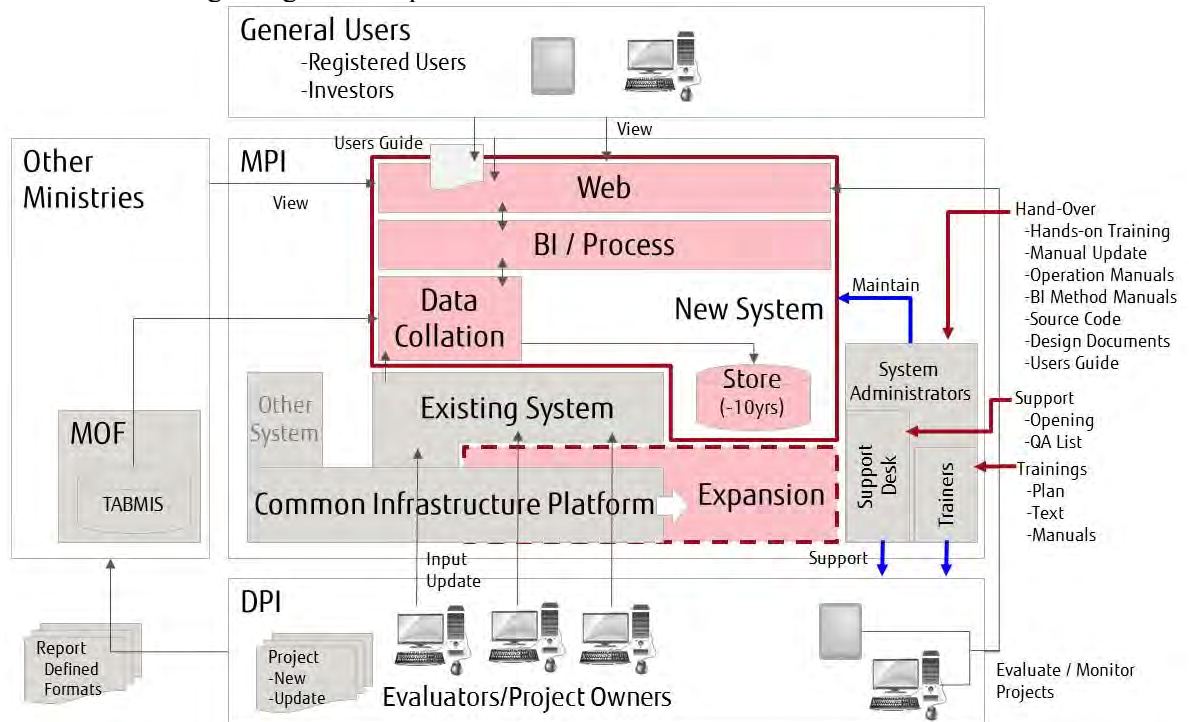 General Users
-Registered Users
-Investors
Users Guide
View
Other
Ministries
MPI
View
Web
BI / Process
Data
Collation
New System
Maintain
Hand-Over
-Hands-on Training
-Manual Update
-Operation Manuals
-BI Method Manuals
-Source Code
-Design Documents
-Users Guide
Store
(-10yrs)
System
Administrators
Other
System
Existing System
MOF
TABMIS
Common Infrastructure Platform
Expansion
Support
Desk
Trainers
Support
-Opening
-QA List
Trainings
-Plan
-Text
-Manuals
Input
Update
Support
DPI
Report
Defined
Formats
Project
-New
-Update
Evaluators/Project Owners
Evaluate / Monitor
Projects